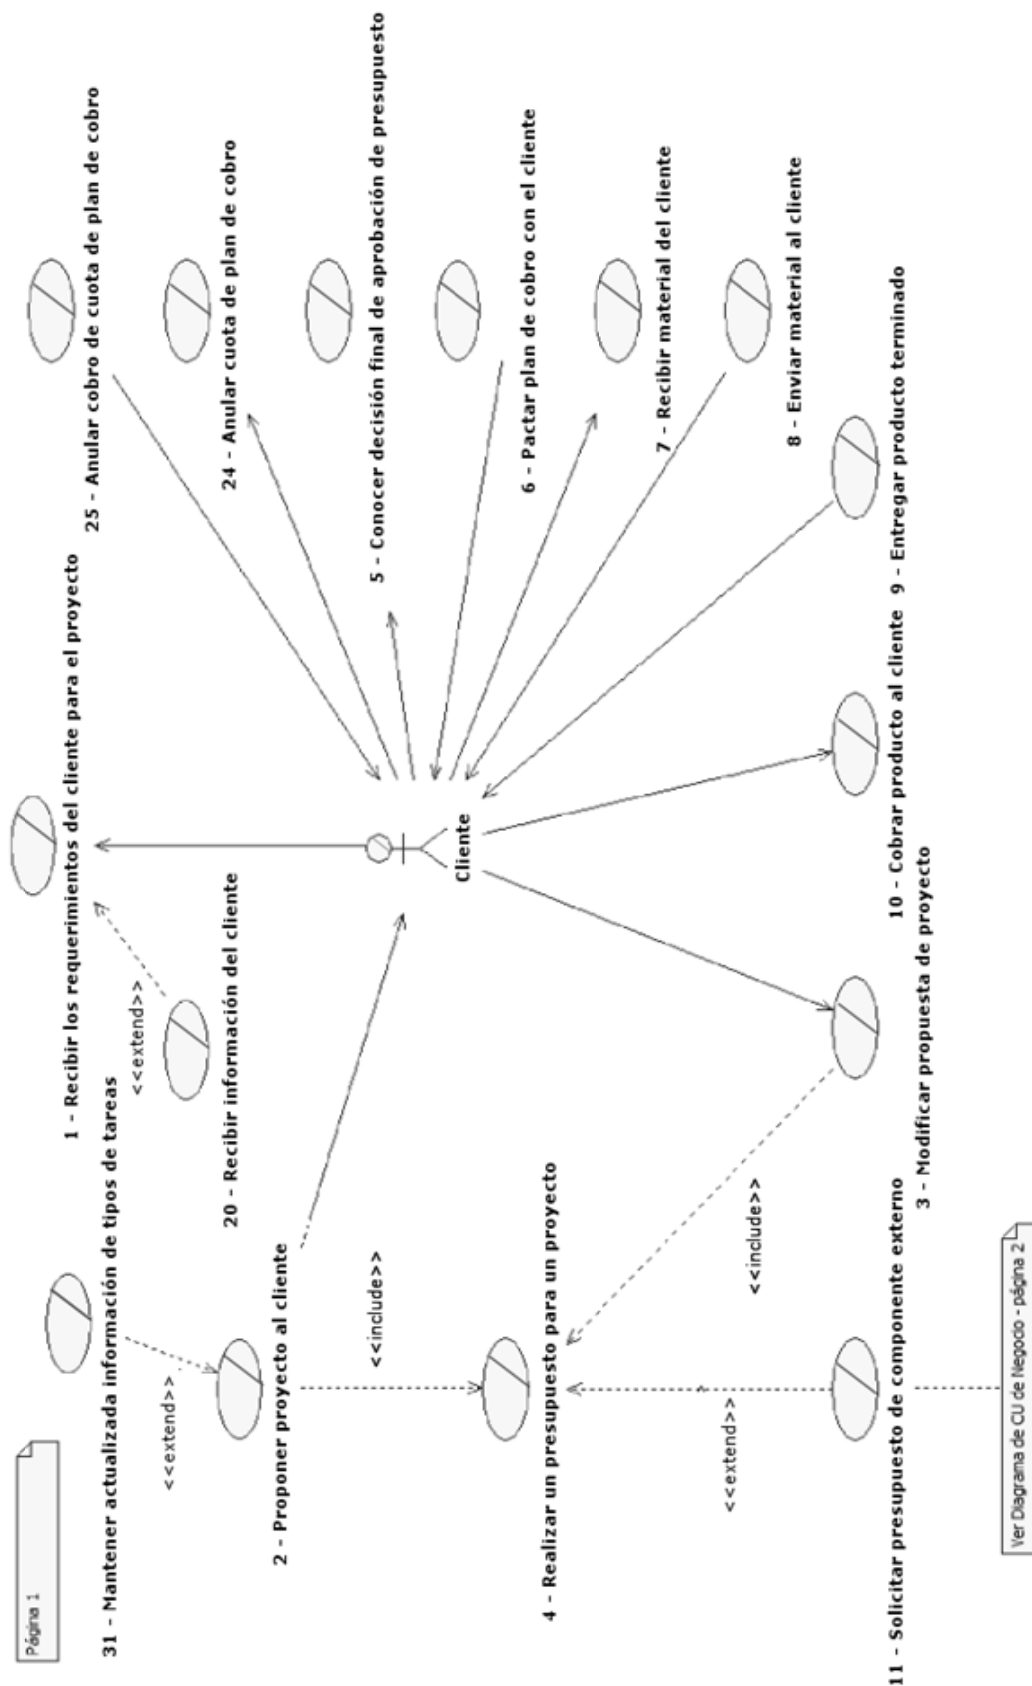 Página 1
31 - Mantener actualizada información de tipos de tareas
1 - Recibir los requerimientos del cliente para el proyecto
25 - Anular cobro de cuota de plan de cobro
<<extend>>
<<extend>>
20 - Recibir información del cliente
24 - Anular cuota de plan de cobro
2 - Proponer proyecto al cliente
<<include>>
5 - Conocer decisión final de aprobación de presupuesto
Cliente
6 - Pactar plan de cobro con el cliente
4 - Realizar un presupuesto para un proyecto
7 - Recibir material del cliente
<<extend>>
<<include>>
8 - Enviar material al cliente
11 - Solicitar presupuesto de componente externo
3 - Modificar propuesta de proyecto
10 - Cobrar producto al cliente
9 - Entregar producto terminado
Ver Diagrama de CU de Negocio - página 2